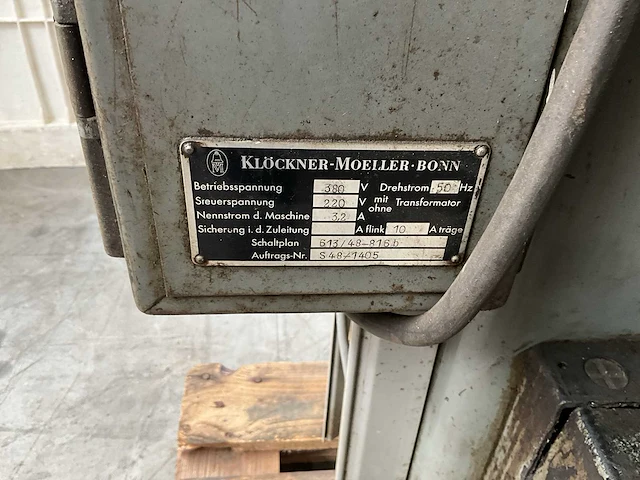 KLÖCKNER-MOELLER-BONN
Betriebsspannung 380 V Drehstrom 50 Hz
Steuerspannung 220 V mit ohne Transformator
Nennstrom d. Maschine 3,2 A
Sicherung i. d. Zuleitung A flink 10 A träge
Schaltplan 613/48-816b
Auftrags-Nr. S 48/1405